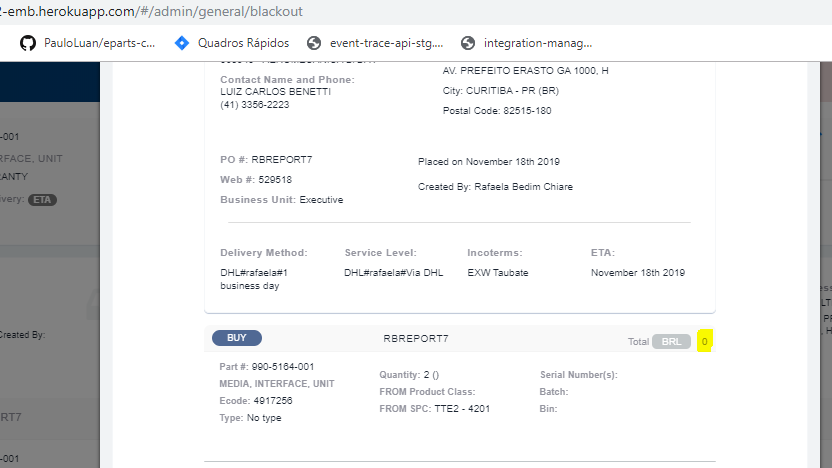 2-emb.herokuapp.com/#/admin/general/blackout
PauloLuan/eparts-c...
Quadros Rápidos
event-trace-api-stg....
integration-manag...
Contact Name and Phone:
LUIZ CARLOS BENETTI
(41) 3356-2223
AV. PREFEITO ERASTO GA 1000, H
City: CURITIBA - PR (BR)
Postal Code: 82515-180
-001
RFACE, UNIT
RANTY
ivery: ETA
PO #: RBREPORT7
Web #: 529518
Business Unit: Executive
Placed on November 18th 2019
Created By: Rafaela Bedim Chiare
Delivery Method:
DHL#rafaela#1
business day
Service Level:
DHL#rafaela#Via DHL
Incoterms:
EXW Taubate
ETA:
November 18th 2019
Created By:
BUY
RBREPORT7
Total BRL 0
Part #: 990-5164-001
MEDIA, INTERFACE, UNIT
Ecode: 4917256
Type: No type
Quantity: 2 ()
FROM Product Class:
FROM SPC: TTE2 - 4201
Serial Number(s):
Batch:
Bin:
RT7
-001